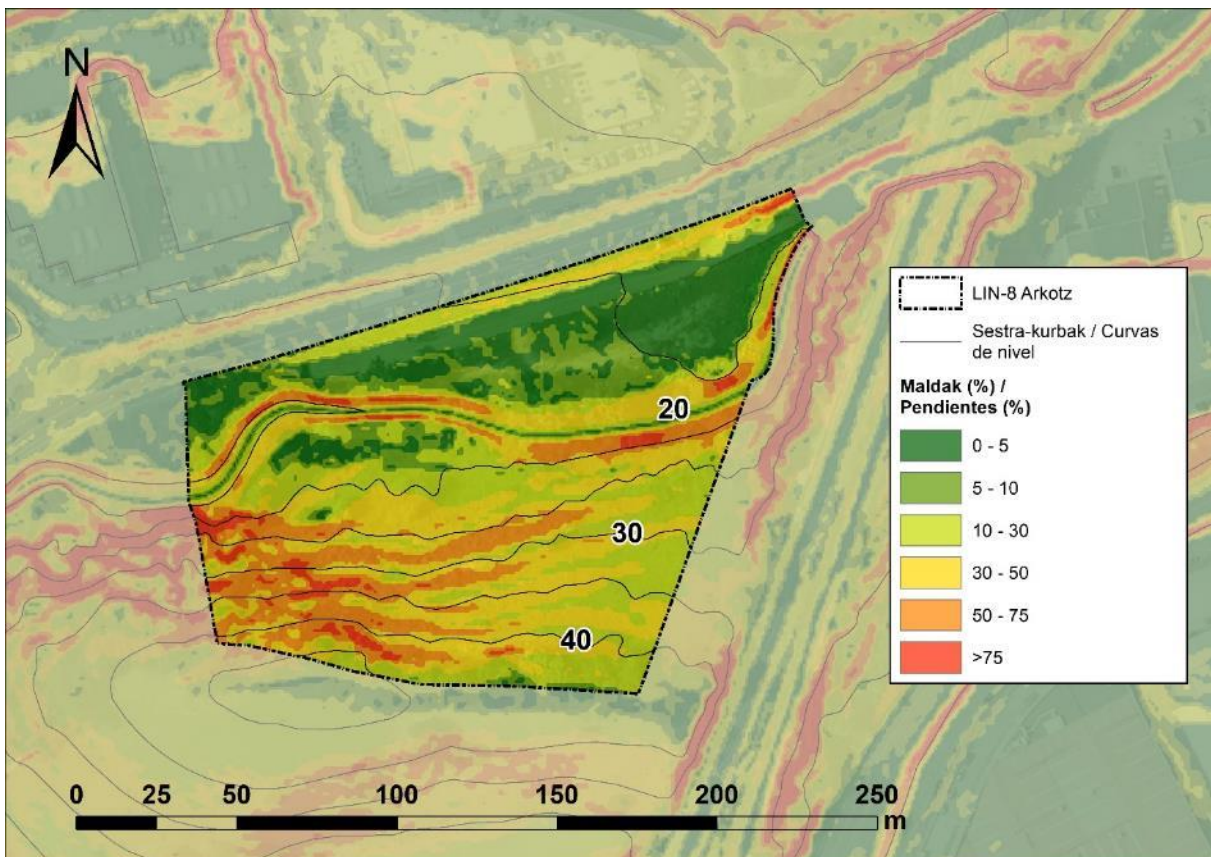 N
20
30
40
LIN-8 Arkotz
Sestra-kurbak / Curvas
de nivel
Maldak (%) /
Pendientes (%)
0 - 5
5 - 10
10 - 30
30 - 50
50 - 75
>75
0 25 50 100 150 200 250
m